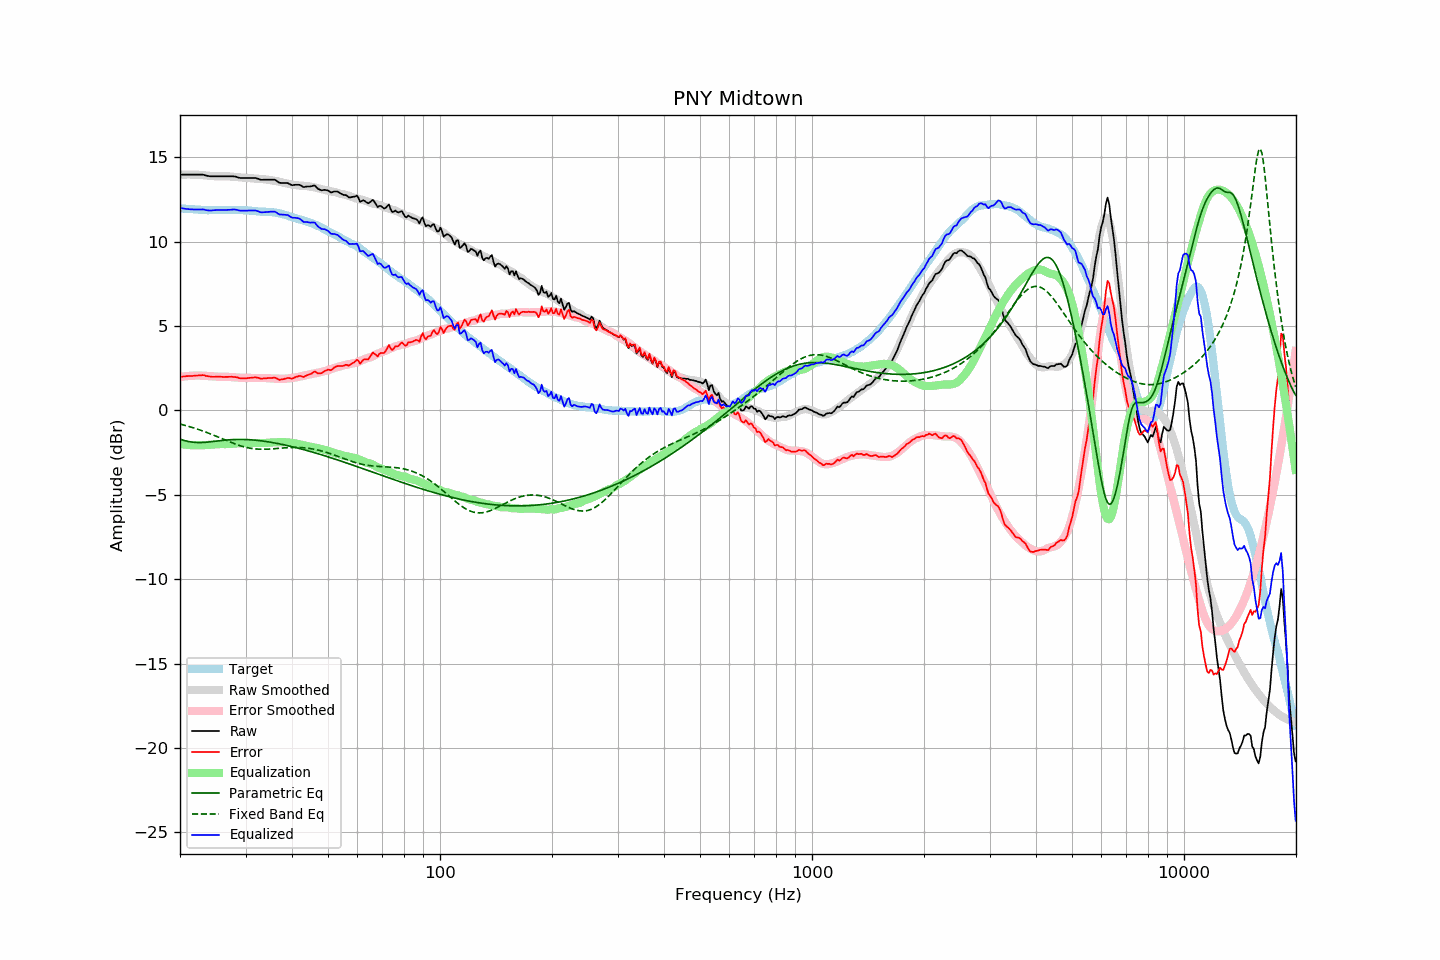 PNY Midtown
Amplitude (dBr)
15
10
5
0
−5
−10
−15
−20
−25
Target
Raw Smoothed
Error Smoothed
Raw
Error
Equalization
Parametric Eq
Fixed Band Eq
Equalized
100
1000
10000
Frequency (Hz)